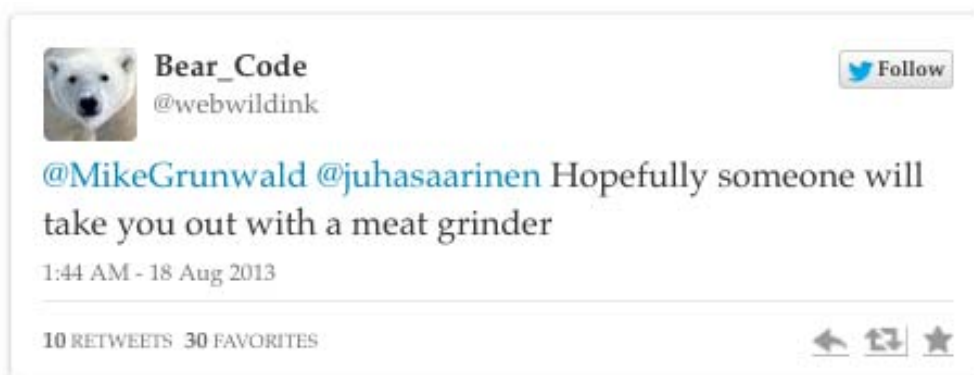 Bear_Code
Follow
@webwildink
@MikeGrunwald @juhasaarinen Hopefully someone will
take you out with a meat grinder
1:44 AM - 18 Aug 2013
10 RETWEETS 30 FAVORITES